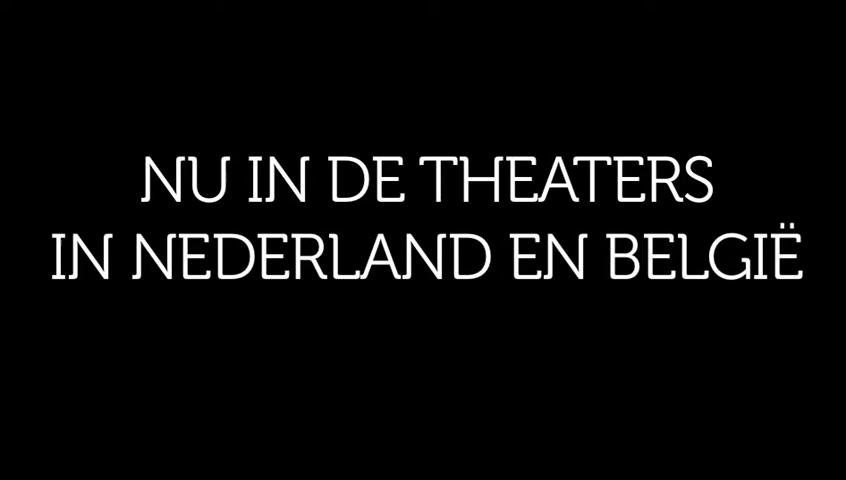 NU IN DE THEATERS
IN NEDERLAND EN BELGIË